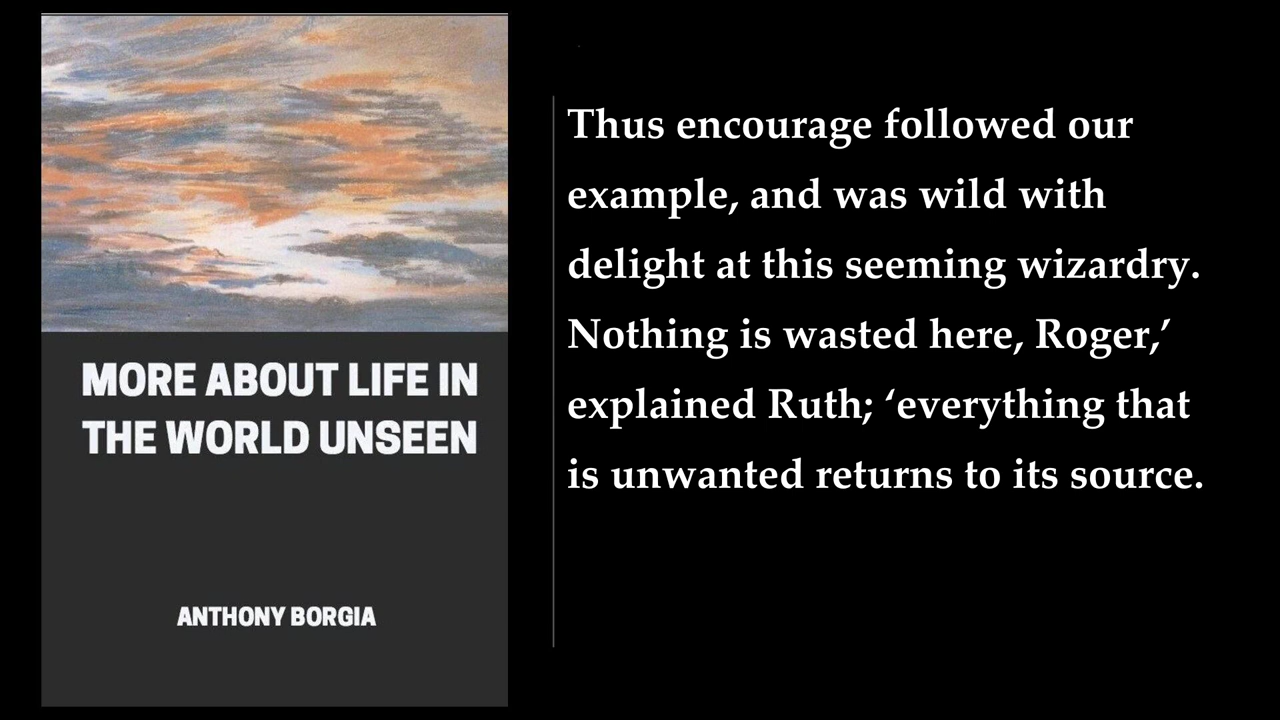 MORE ABOUT LIFE IN
THE WORLD UNSEEN
ANTHONY BORGIA
Thus encourage followed our
example, and was wild with
delight at this seeming wizardry.
Nothing is wasted here, Roger,’
explained Ruth; ‘everything that
is unwanted returns to its source.